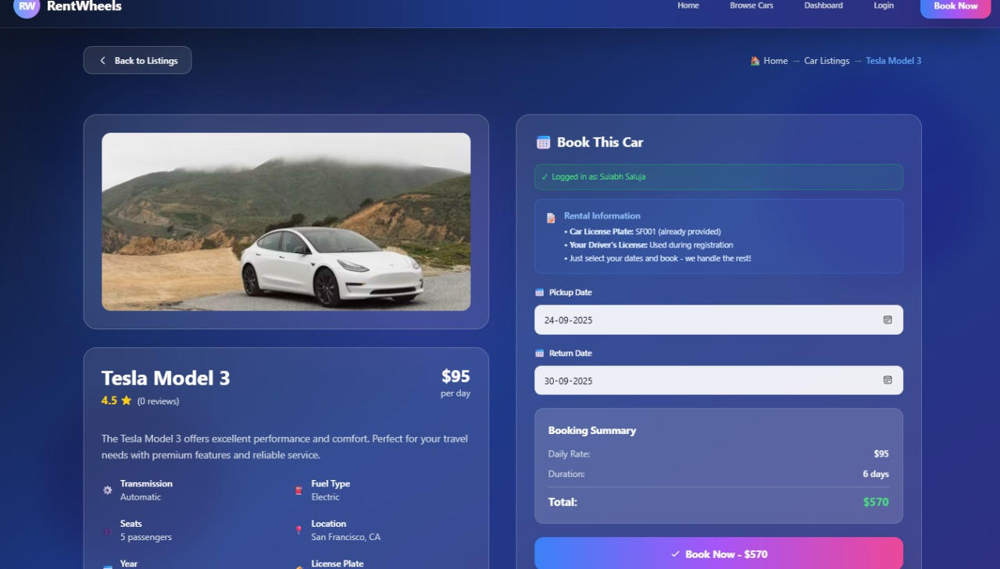 RW RentWheels
Home Browse Cars Dashboard Login Book Now
Back to Listings
Home → Car Listings → Tesla Model 3
Tesla Model 3
$95
4.5 ⭐ (0 reviews)
per day
The Tesla Model 3 offers excellent performance and comfort. Perfect for your travel
needs with premium features and reliable service.
Transmission
Automatic
Fuel Type
Electric
Seats
5 passengers
Location
San Francisco, CA
Year
License Plate
Book This Car
✓ Logged in as: Sulabh Saluja
Rental Information
• Car License Plate: SF001 (already provided)
• Your Driver's License: Used during registration
• Just select your dates and book - we handle the rest!
Pickup Date
24-09-2025
Return Date
30-09-2025
Booking Summary
Daily Rate: $95
Duration: 6 days
Total: $570
✓ Book Now - $570